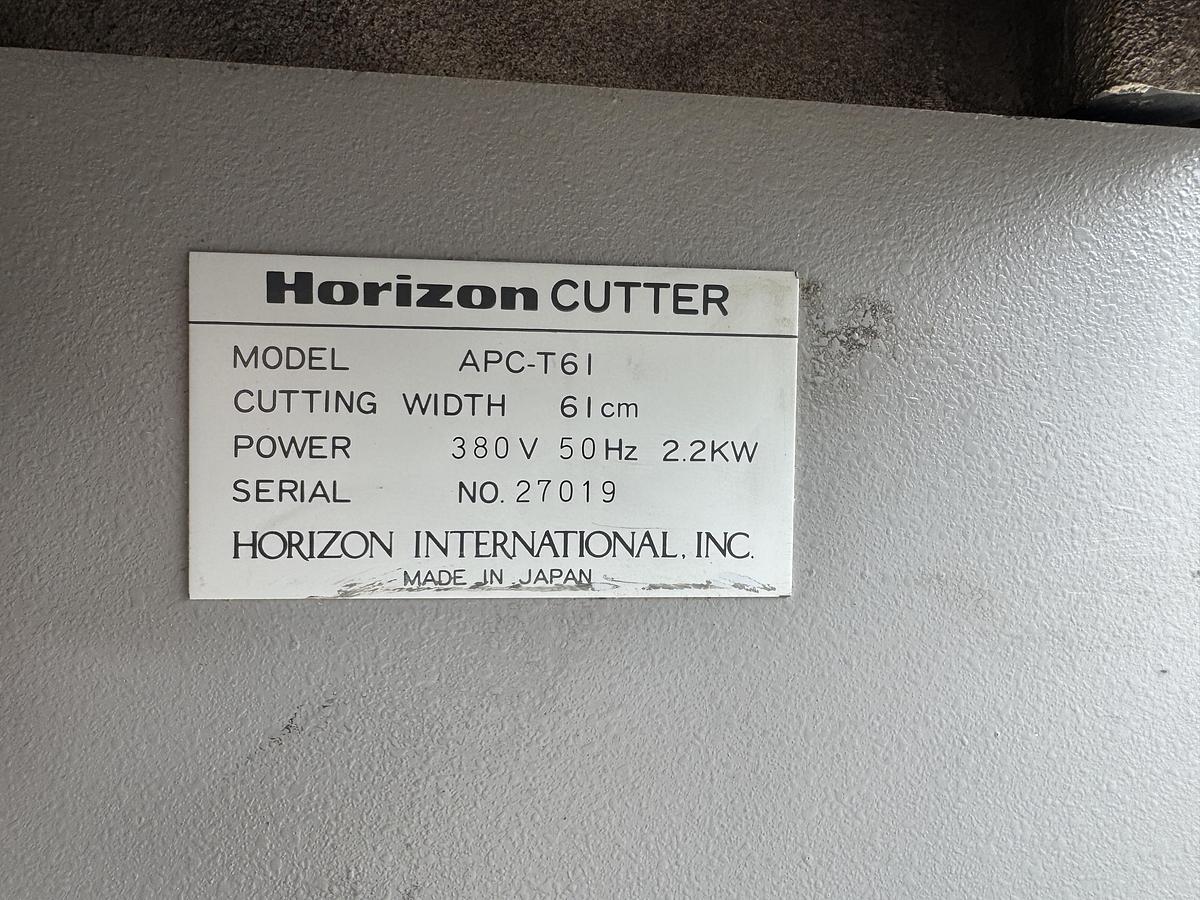 Horizon CUTTER
MODEL APC-T61
CUTTING WIDTH 61cm
POWER 380V 50Hz 2.2KW
SERIAL NO. 27019
HORIZON INTERNATIONAL, INC.
MADE IN JAPAN